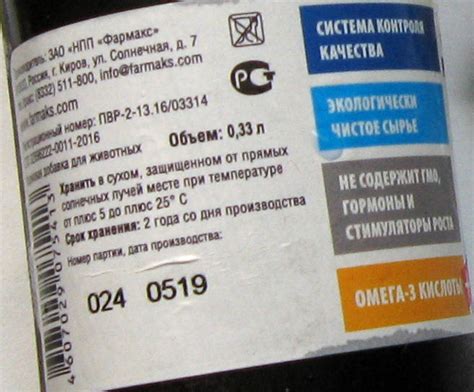 ЗАО «НПП «Фармакс»
Россия, г. Киров, ул. Солнечная, д. 7
(8332) 511-800, info@farmaks.com
www.farmaks.com
номер: ПВР-2-13.16/03314
добавка для животных
Объем: 0,33 л
Хранить в сухом, защищенном от прямых
солнечных лучей месте при температуре
от плюс 5 до плюс 25° С
Срок хранения: 2 года со дня производства
Номер партии, дата производства:
024 0519
4607029075413
РСТ
СИСТЕМА КОНТРОЛЯ
КАЧЕСТВА
ЭКОЛОГИЧЕСКИ
ЧИСТОЕ СЫРЬЕ
НЕ СОДЕРЖИТ ГМО,
ГОРМОНЫ И
СТИМУЛЯТОРЫ РОСТА
ОМЕГА-3 КИСЛОТЫ